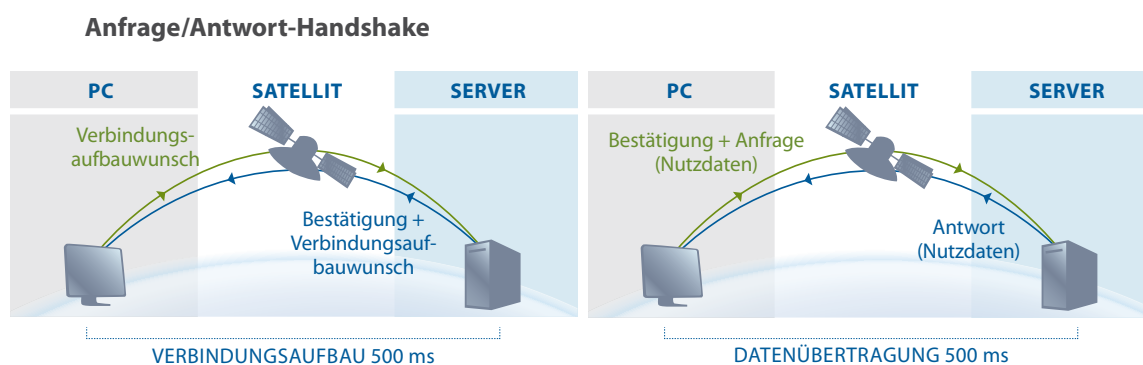 Anfrage/Antwort-Handshake
PC
SATELLIT
SERVER
Verbindungs-
aufbauwunsch
Bestätigung +
Verbindungsauf-
bauwunsch
VERBINDUNGSAUFBAU 500 ms
PC
SATELLIT
SERVER
Bestätigung + Anfrage
(Nutzdaten)
Antwort
(Nutzdaten)
DATENÜBERTRAGUNG 500 ms